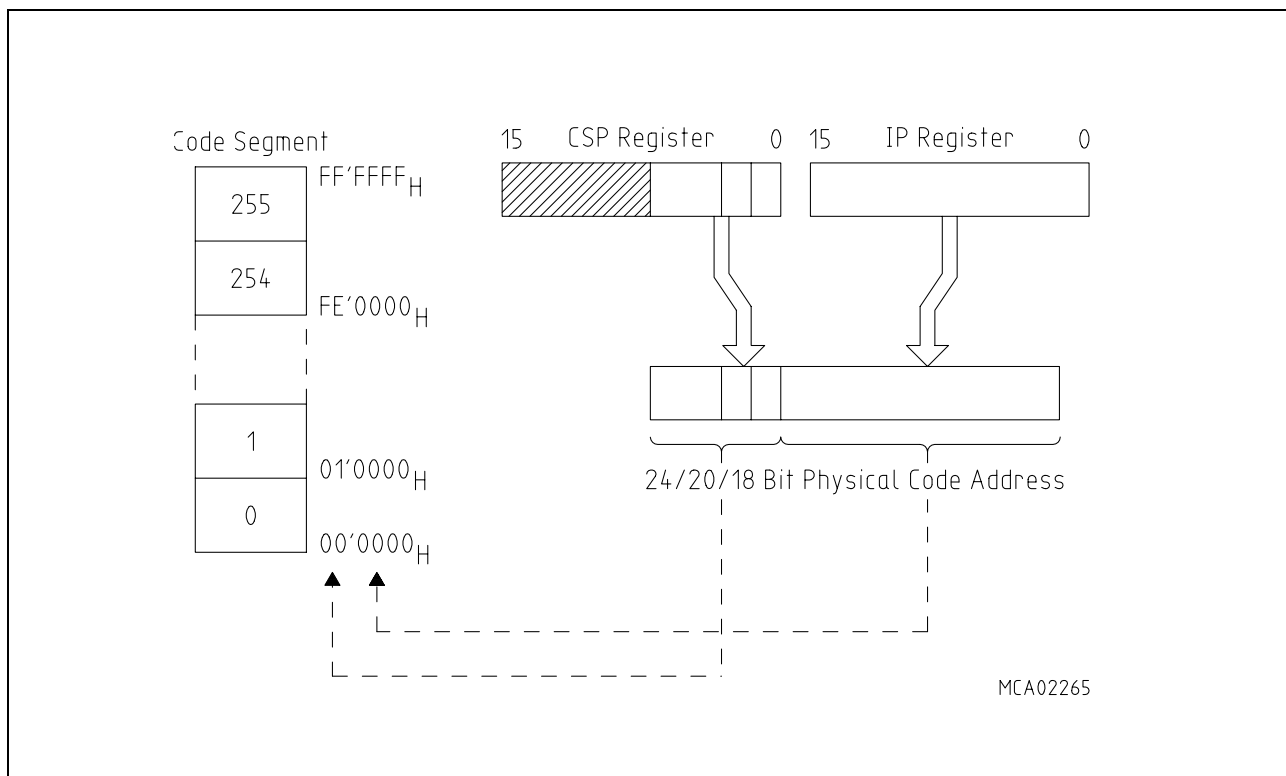 Code Segment
15 CSP Register 0
15 IP Register 0
FF'FFFFH
255
254
FE'0000H
1
01'0000H
24/20/18 Bit Physical Code Address
0
00'0000H
MCA02265